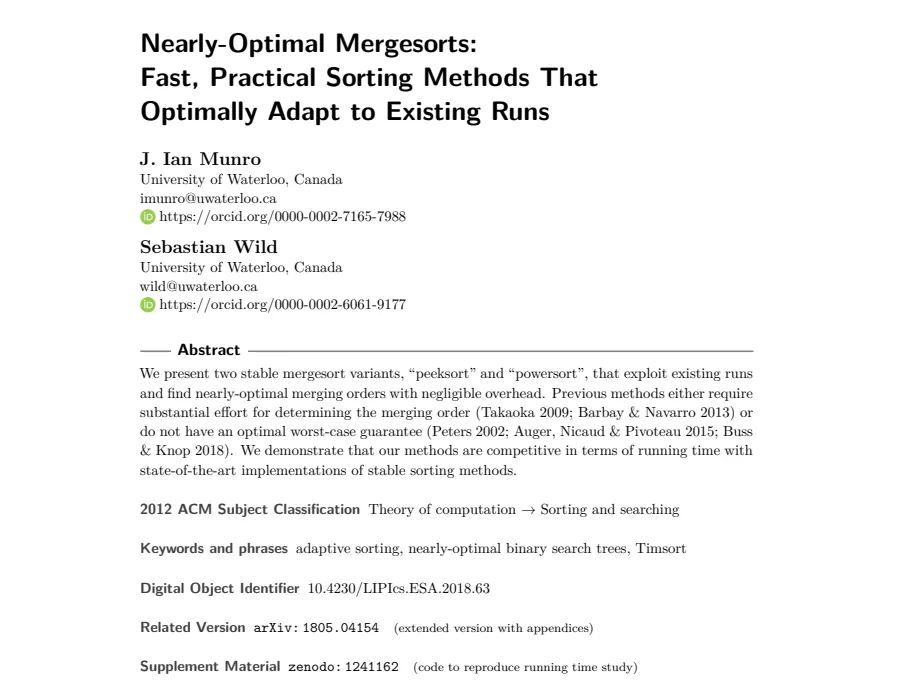 Nearly-Optimal Mergesorts:
Fast, Practical Sorting Methods That
Optimally Adapt to Existing Runs
J. Ian Munro
University of Waterloo, Canada
imunro@uwaterloo.ca
iD https://orcid.org/0000-0002-7165-7988
Sebastian Wild
University of Waterloo, Canada
wild@uwaterloo.ca
iD https://orcid.org/0000-0002-6061-9177
Abstract
We present two stable mergesort variants, “peeksort” and “powersort”, that exploit existing runs
and find nearly-optimal merging orders with negligible overhead. Previous methods either require
substantial effort for determining the merging order (Takaoka 2009; Barbay & Navarro 2013) or
do not have an optimal worst-case guarantee (Peters 2002; Auger, Nicaud & Pivoteau 2015; Buss
& Knop 2018). We demonstrate that our methods are competitive in terms of running time with
state-of-the-art implementations of stable sorting methods.
2012 ACM Subject Classification Theory of computation → Sorting and searching
Keywords and phrases adaptive sorting, nearly-optimal binary search trees, Timsort
Digital Object Identifier 10.4230/LIPIcs.ESA.2018.63
Related Version arXiv: 1805.04154 (extended version with appendices)
Supplement Material zenodo: 1241162 (code to reproduce running time study)